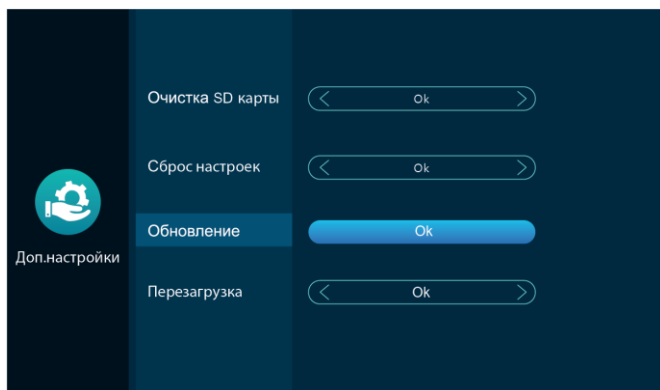 Очистка SD карты
Ok
Сброс настроек
Ok
Обновление
Ok
Доп.настройки
Перезагрузка
Ok